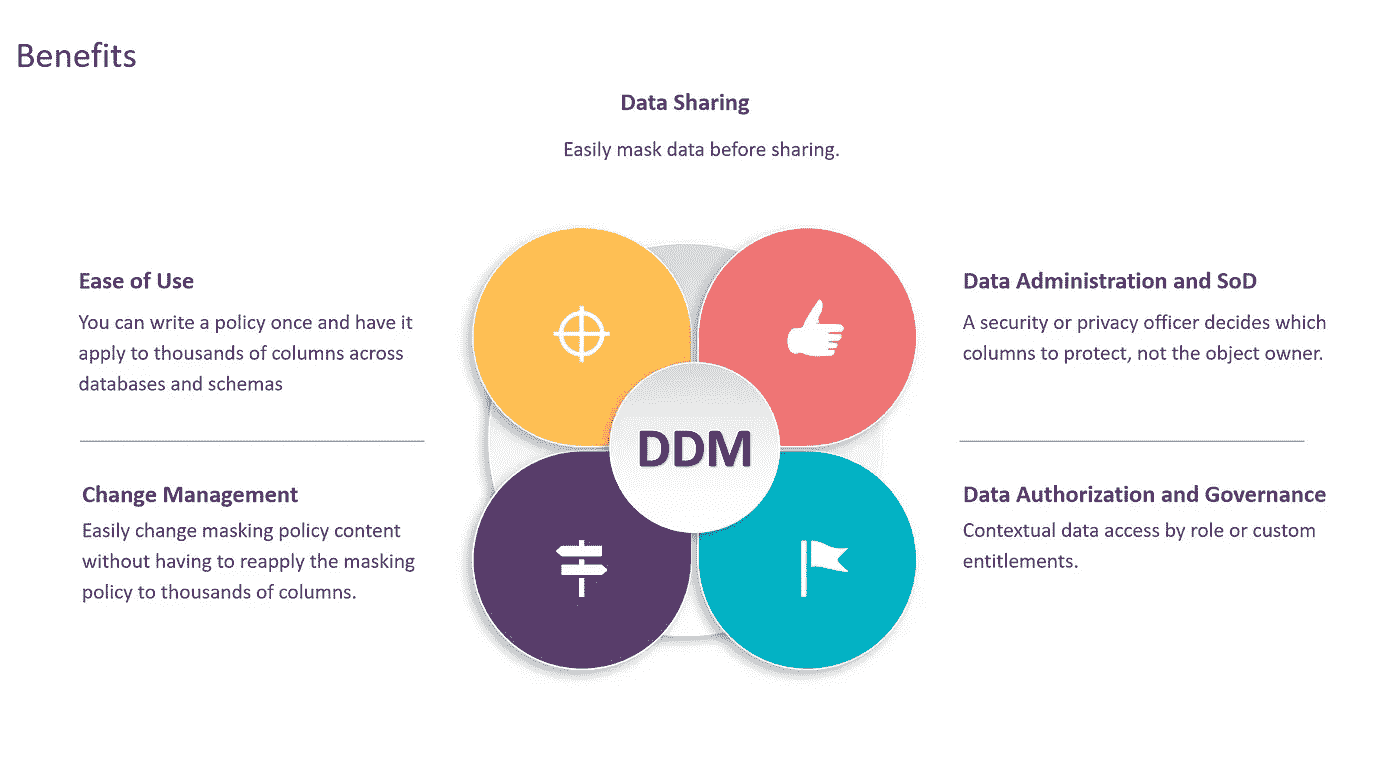 Benefits
Data Sharing
Easily mask data before sharing.
Ease of Use
You can write a policy once and have it
apply to thousands of columns across
databases and schemas
Data Administration and SoD
A security or privacy officer decides which
columns to protect, not the object owner.
DDM
Change Management
Easily change masking policy content
without having to reapply the masking
policy to thousands of columns.
Data Authorization and Governance
Contextual data access by role or custom
entitlements.